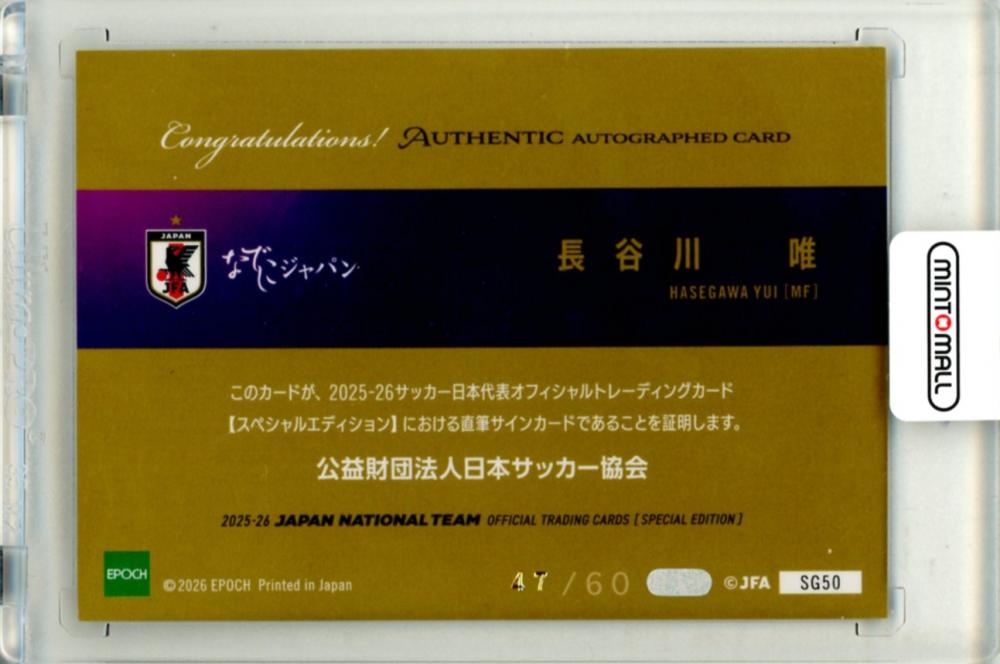 Congratulations! AUTHENTIC AUTOGRAPHED CARD
JAPAN
JFA
なでしこジャパン
長谷川 唯
HASEGAWA YUI [MF]
MINTOMALL
このカードが、2025-26サッカー日本代表オフィシャルトレーディングカード
【スペシャルエディション】における直筆サインカードであることを証明します。
公益財団法人日本サッカー協会
2025-26 JAPAN NATIONAL TEAM OFFICIAL TRADING CARDS [SPECIAL EDITION]
EPOCH
©2026 EPOCH Printed in Japan
47/60
©JFA
SG50